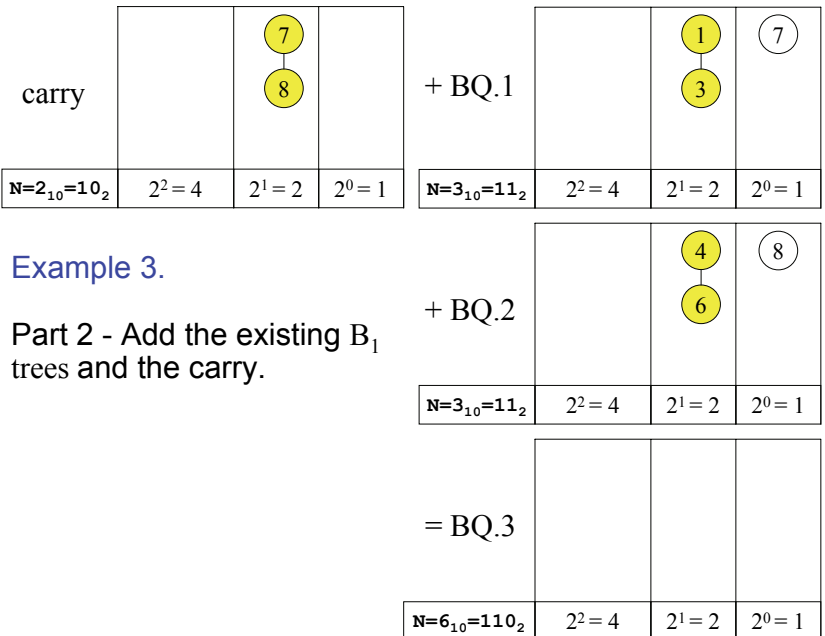 carry
7
8
N=2₁₀=10₂ 2² = 4 2¹ = 2 2⁰ = 1
+ BQ.1
1
3
7
N=3₁₀=11₂ 2² = 4 2¹ = 2 2⁰ = 1
Example 3.
Part 2 - Add the existing B₁
trees and the carry.
+ BQ.2
4
6
8
N=3₁₀=11₂ 2² = 4 2¹ = 2 2⁰ = 1
= BQ.3
N=6₁₀=110₂ 2² = 4 2¹ = 2 2⁰ = 1